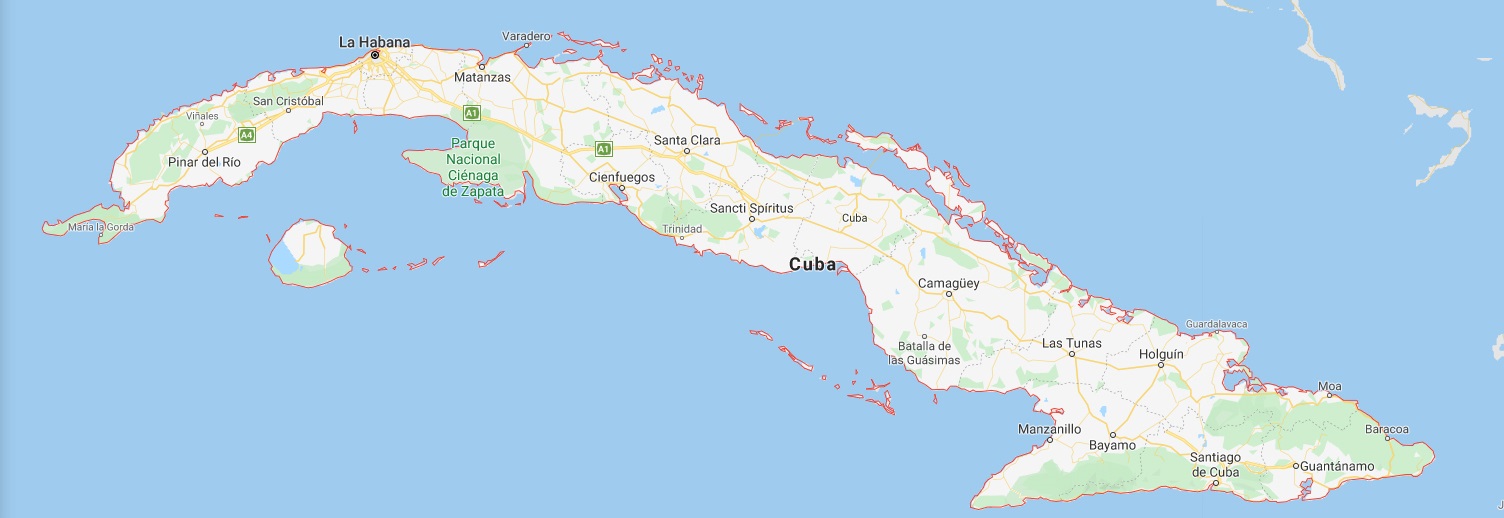 La Habana
Varadero
Matanzas
San Cristóbal
Viñales
A1
A4
Pinar del Río
Parque
Nacional
Ciénaga
de Zapata
A1
Santa Clara
Cienfuegos
Sancti Spíritus
Cuba
Trinidad
María la Gorda
Cuba
Camagüey
Guardalavaca
Batalla de
las Guásimas
Las Tunas
Holguín
Moa
Manzanillo
Bayamo
Baracoa
Santiago
de Cuba
Guantánamo
J